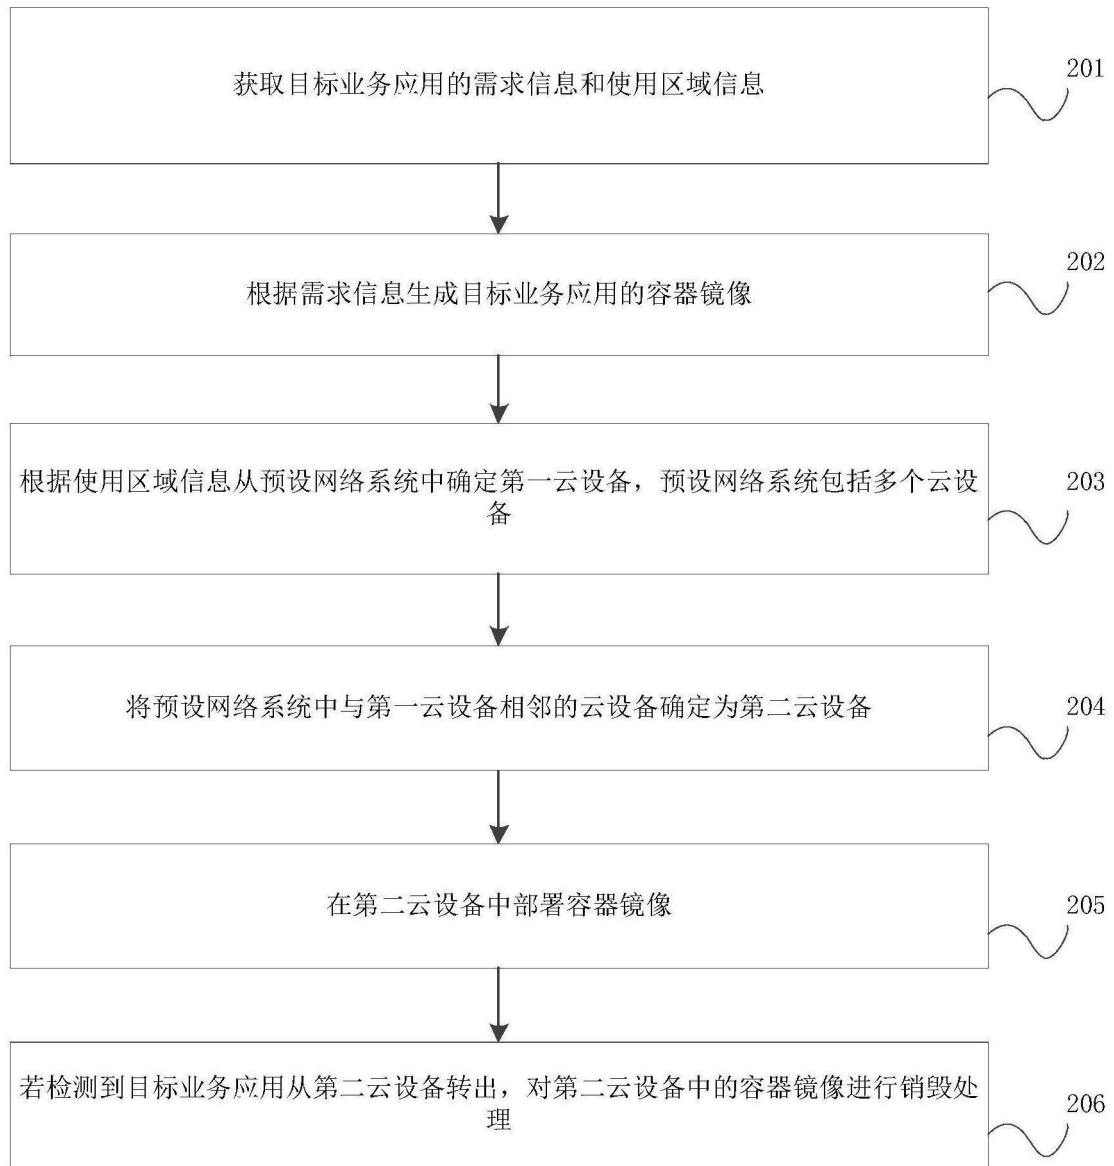 获取目标业务应用的需求信息和使用区域信息
201
根据需求信息生成目标业务应用的容器镜像
202
根据使用区域信息从预设网络系统中确定第一云设备，预设网络系统包括多个云设
备
203
将预设网络系统中与第一云设备相邻的云设备确定为第二云设备
204
在第二云设备中部署容器镜像
205
若检测到目标业务应用从第二云设备转出，对第二云设备中的容器镜像进行销毁处
理
206